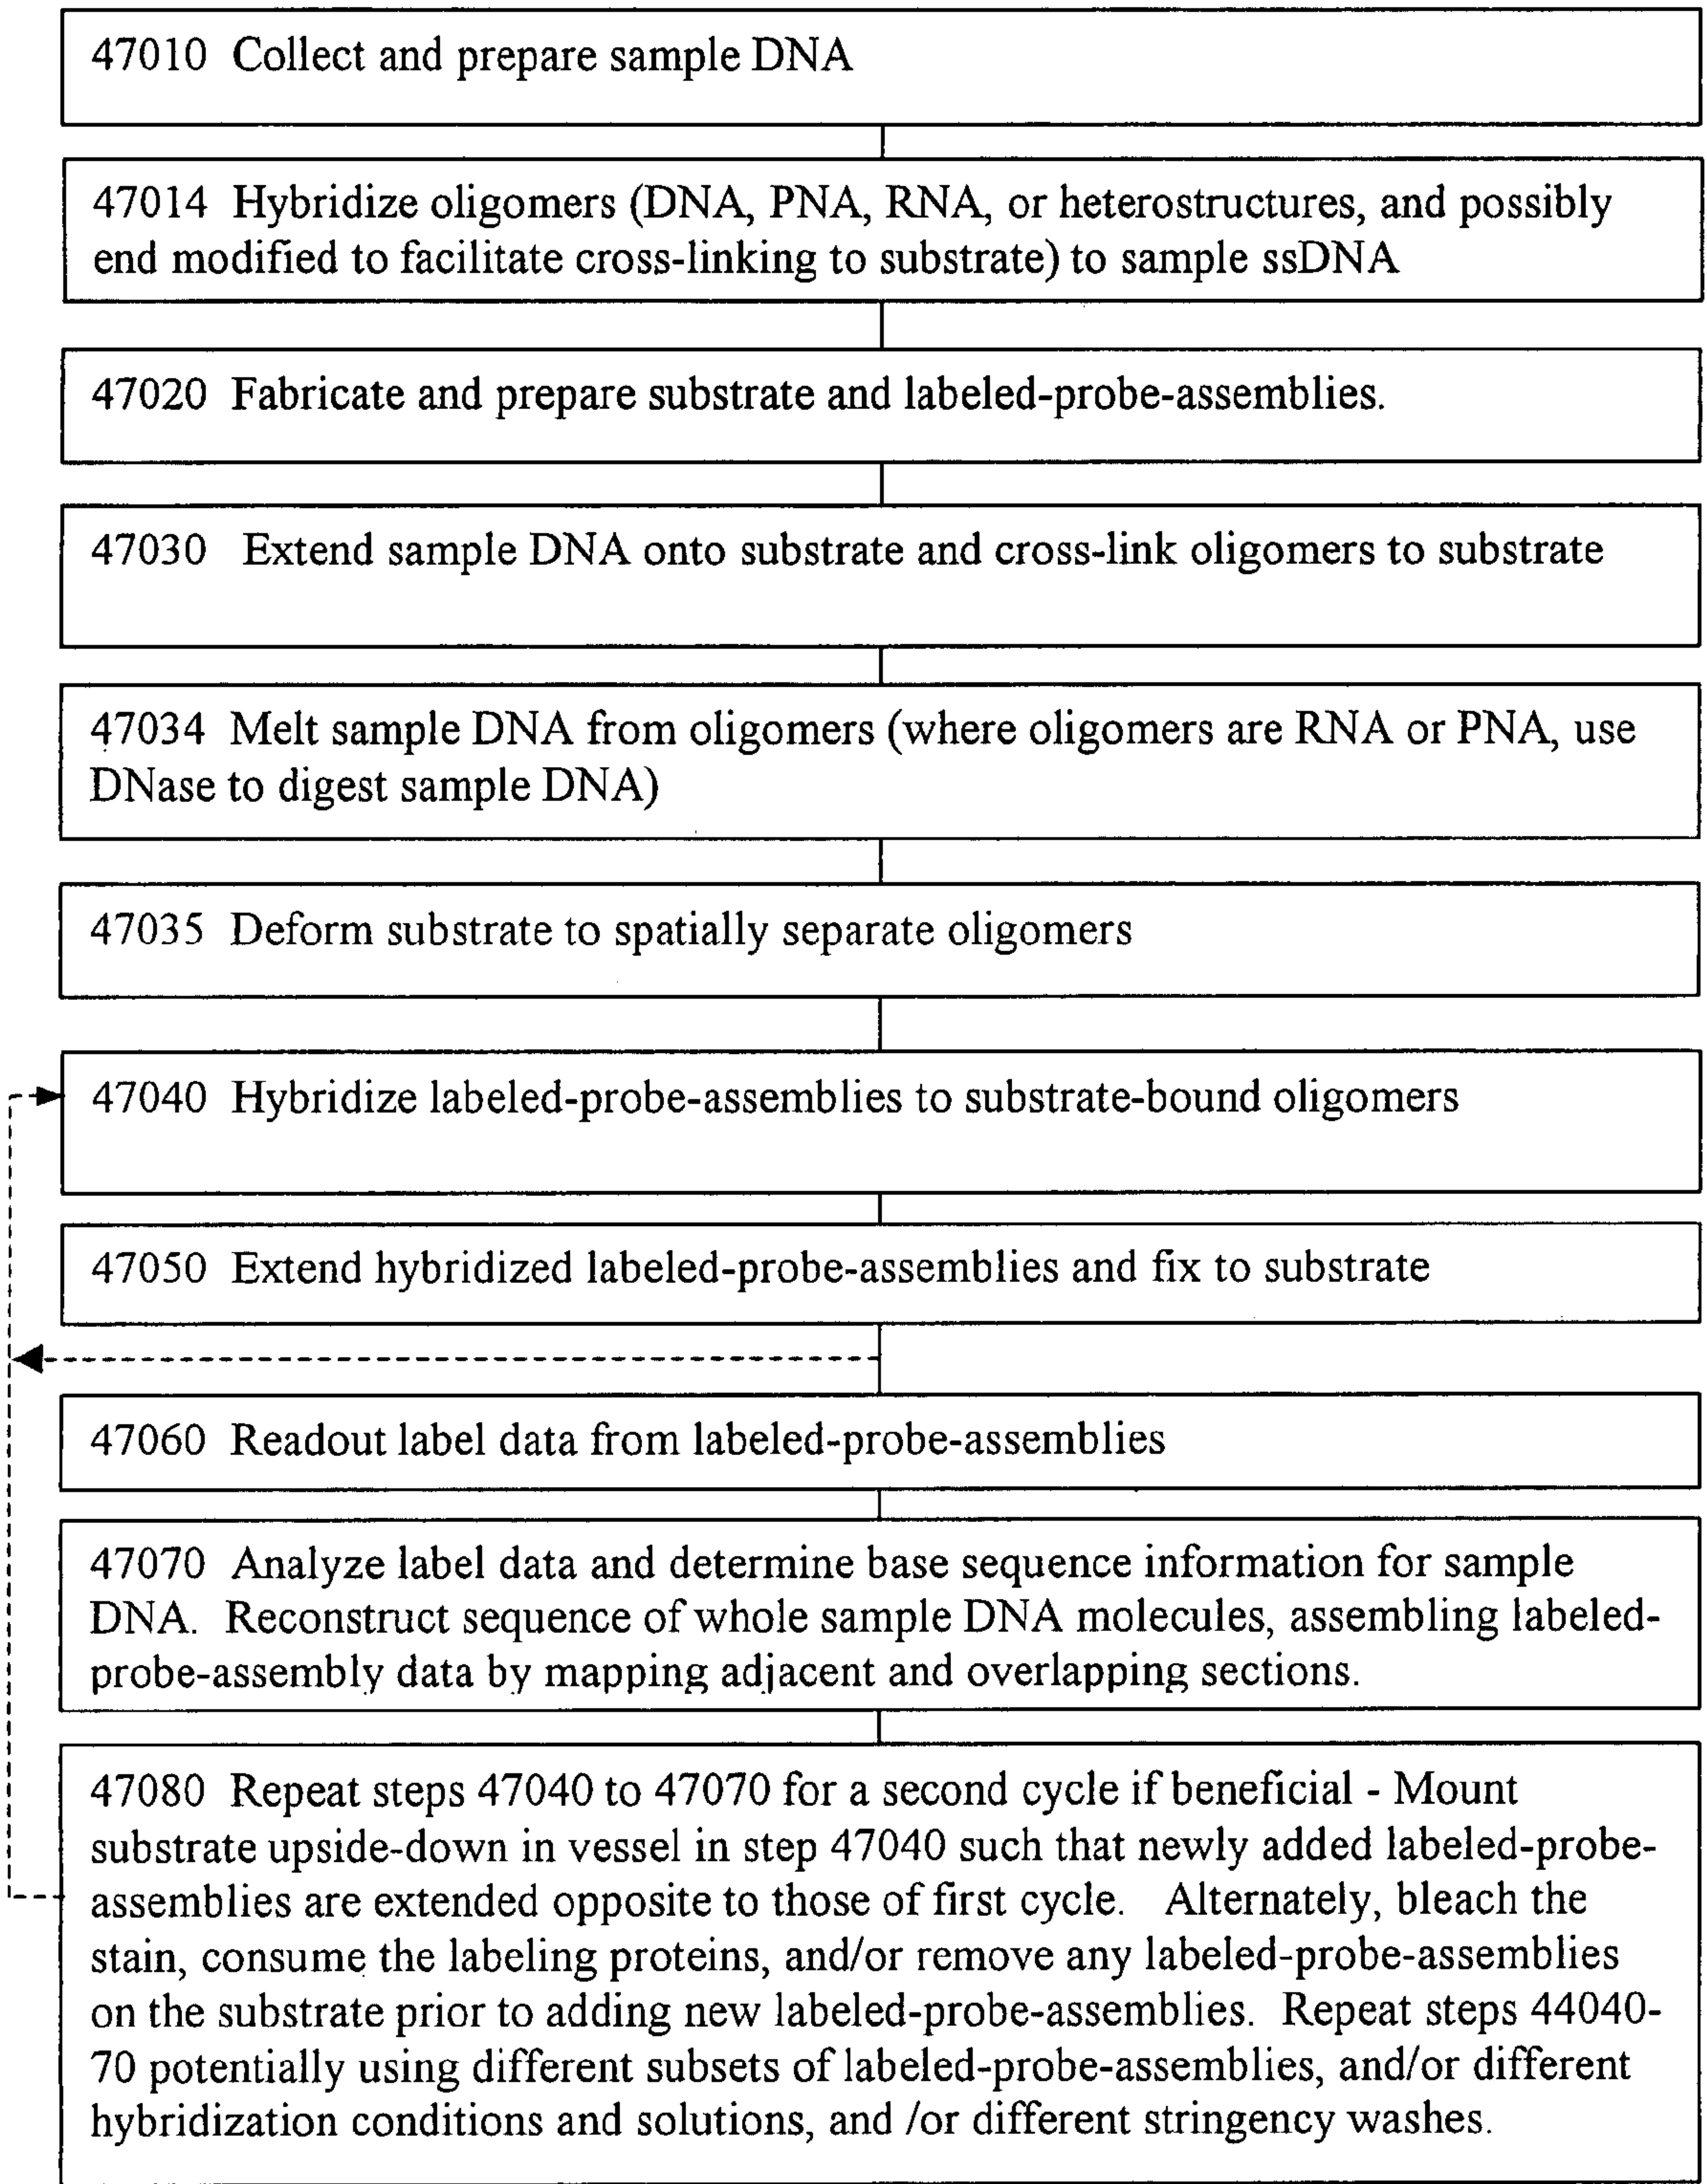 47010 Collect and prepare sample DNA
47014 Hybridize oligomers (DNA, PNA, RNA, or heterostructures, and possibly
end modified to facilitate cross-linking to substrate) to sample ssDNA
47020 Fabricate and prepare substrate and labeled-probe-assemblies.
47030 Extend sample DNA onto substrate and cross-link oligomers to substrate
47034 Melt sample DNA from oligomers (where oligomers are RNA or PNA, use
DNase to digest sample DNA)
47035 Deform substrate to spatially separate oligomers
47040 Hybridize labeled-probe-assemblies to substrate-bound oligomers
47050 Extend hybridized labeled-probe-assemblies and fix to substrate
47060 Readout label data from labeled-probe-assemblies
47070 Analyze label data and determine base sequence information for sample
DNA. Reconstruct sequence of whole sample DNA molecules, assembling labeled-
probe-assembly data by mapping adjacent and overlapping sections.
47080 Repeat steps 47040 to 47070 for a second cycle if beneficial - Mount
substrate upside-down in vessel in step 47040 such that newly added labeled-probe-
assemblies are extended opposite to those of first cycle. Alternately, bleach the
stain, consume the labeling proteins, and/or remove any labeled-probe-assemblies
on the substrate prior to adding new labeled-probe-assemblies. Repeat steps 44040-
70 potentially using different subsets of labeled-probe-assemblies, and/or different
hybridization conditions and solutions, and /or different stringency washes.